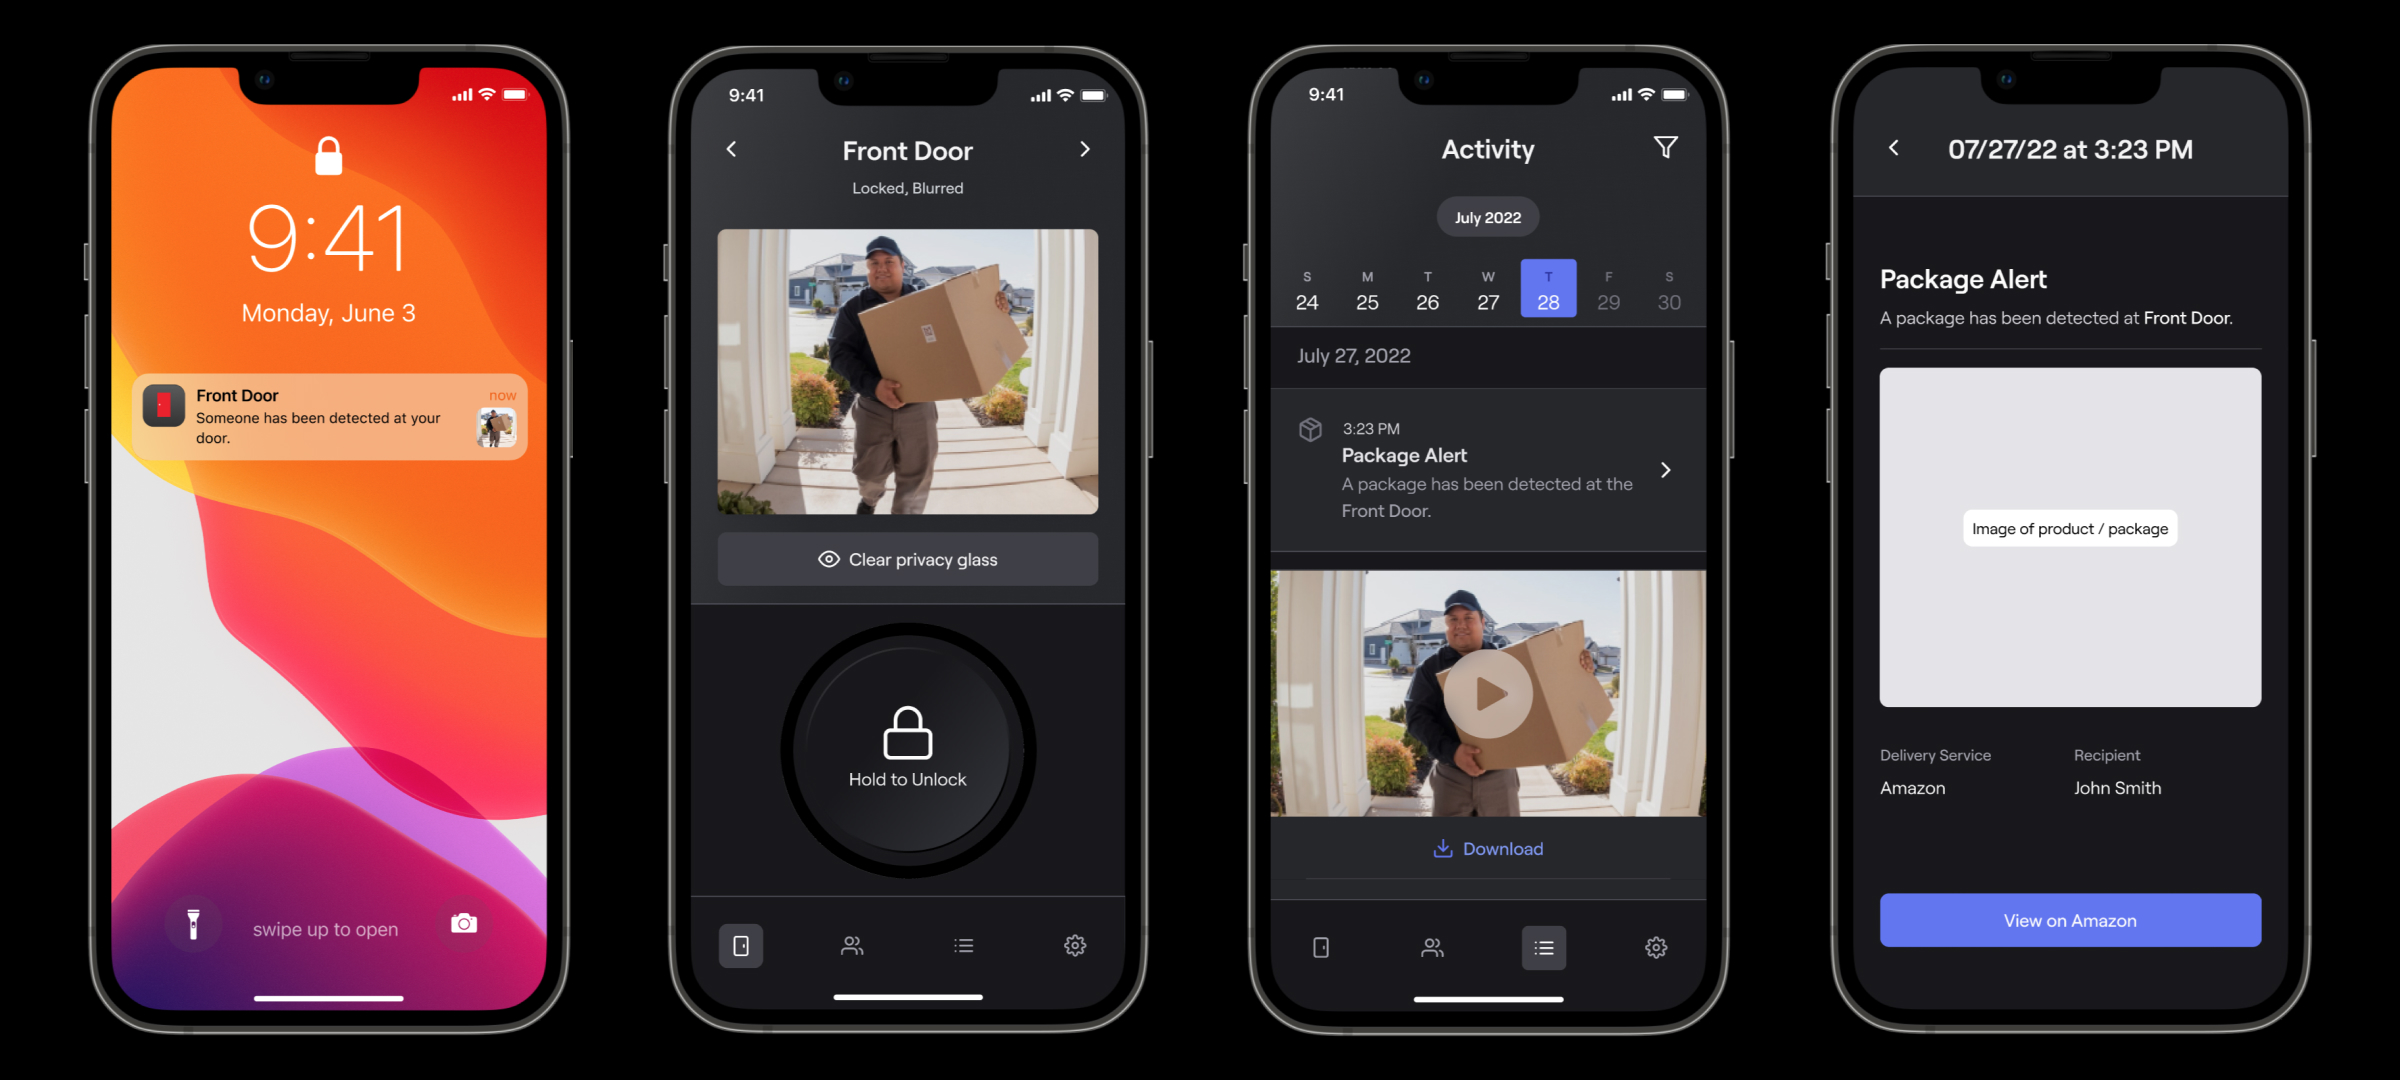 9:41
Monday, June 3
Front Door
now
Someone has been detected at your
door.
swipe up to open
9:41
Front Door
Locked, Blurred
Clear privacy glass
Hold to Unlock
9:41
Activity
July 2022
S M T W T F S
24 25 26 27 28 29 30
July 27, 2022
3:23 PM
Package Alert
A package has been detected at the
Front Door.
Download
07/27/22 at 3:23 PM
Package Alert
A package has been detected at Front Door.
Image of product / package
Delivery Service
Recipient
Amazon
John Smith
View on Amazon